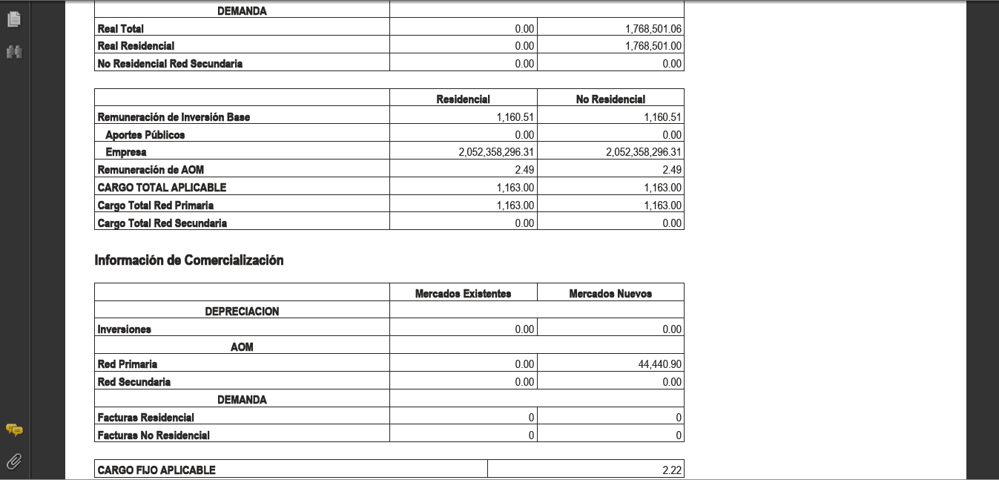 DEMANDA
Real Total 0.00 1,768,501.06
Real Residencial 0.00 1,768,501.00
No Residencial Red Secundaria 0.00 0.00
Residencial No Residencial
Remuneración de Inversión Base 1,160.51 1,160.51
Aportes Públicos 0.00 0.00
Empresa 2,052,358,296.31 2,052,358,296.31
Remuneración de AOM 2.49 2.49
CARGO TOTAL APLICABLE 1,163.00 1,163.00
Cargo Total Red Primaria 1,163.00 1,163.00
Cargo Total Red Secundaria 0.00 0.00
Información de Comercialización
Mercados Existentes Mercados Nuevos
DEPRECIACION
Inversiones 0.00 0.00
AOM
Red Primaria 0.00 44,440.90
Red Secundaria 0.00 0.00
DEMANDA
Facturas Residencial 0 0
Facturas No Residencial 0 0
CARGO FIJO APLICABLE 2.22